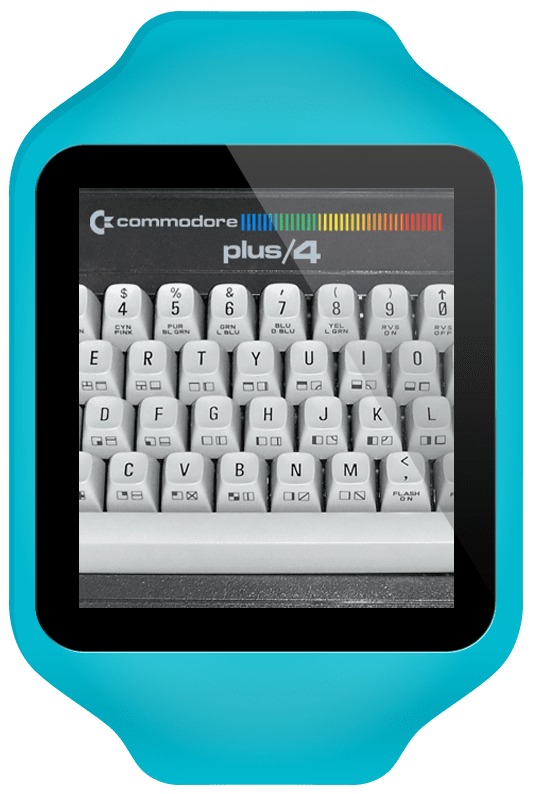 commodore
plus/4
$ % & ' ( ) ↑
4 5 6 7 8 9 0
CYN PUR GRN BLU YEL RVS RVS
PINK BL GRN L BLU D BLU L GRN ON OFF
E R T Y U I O
D F G H J K L
C V B N M < ,
FLASH
ON